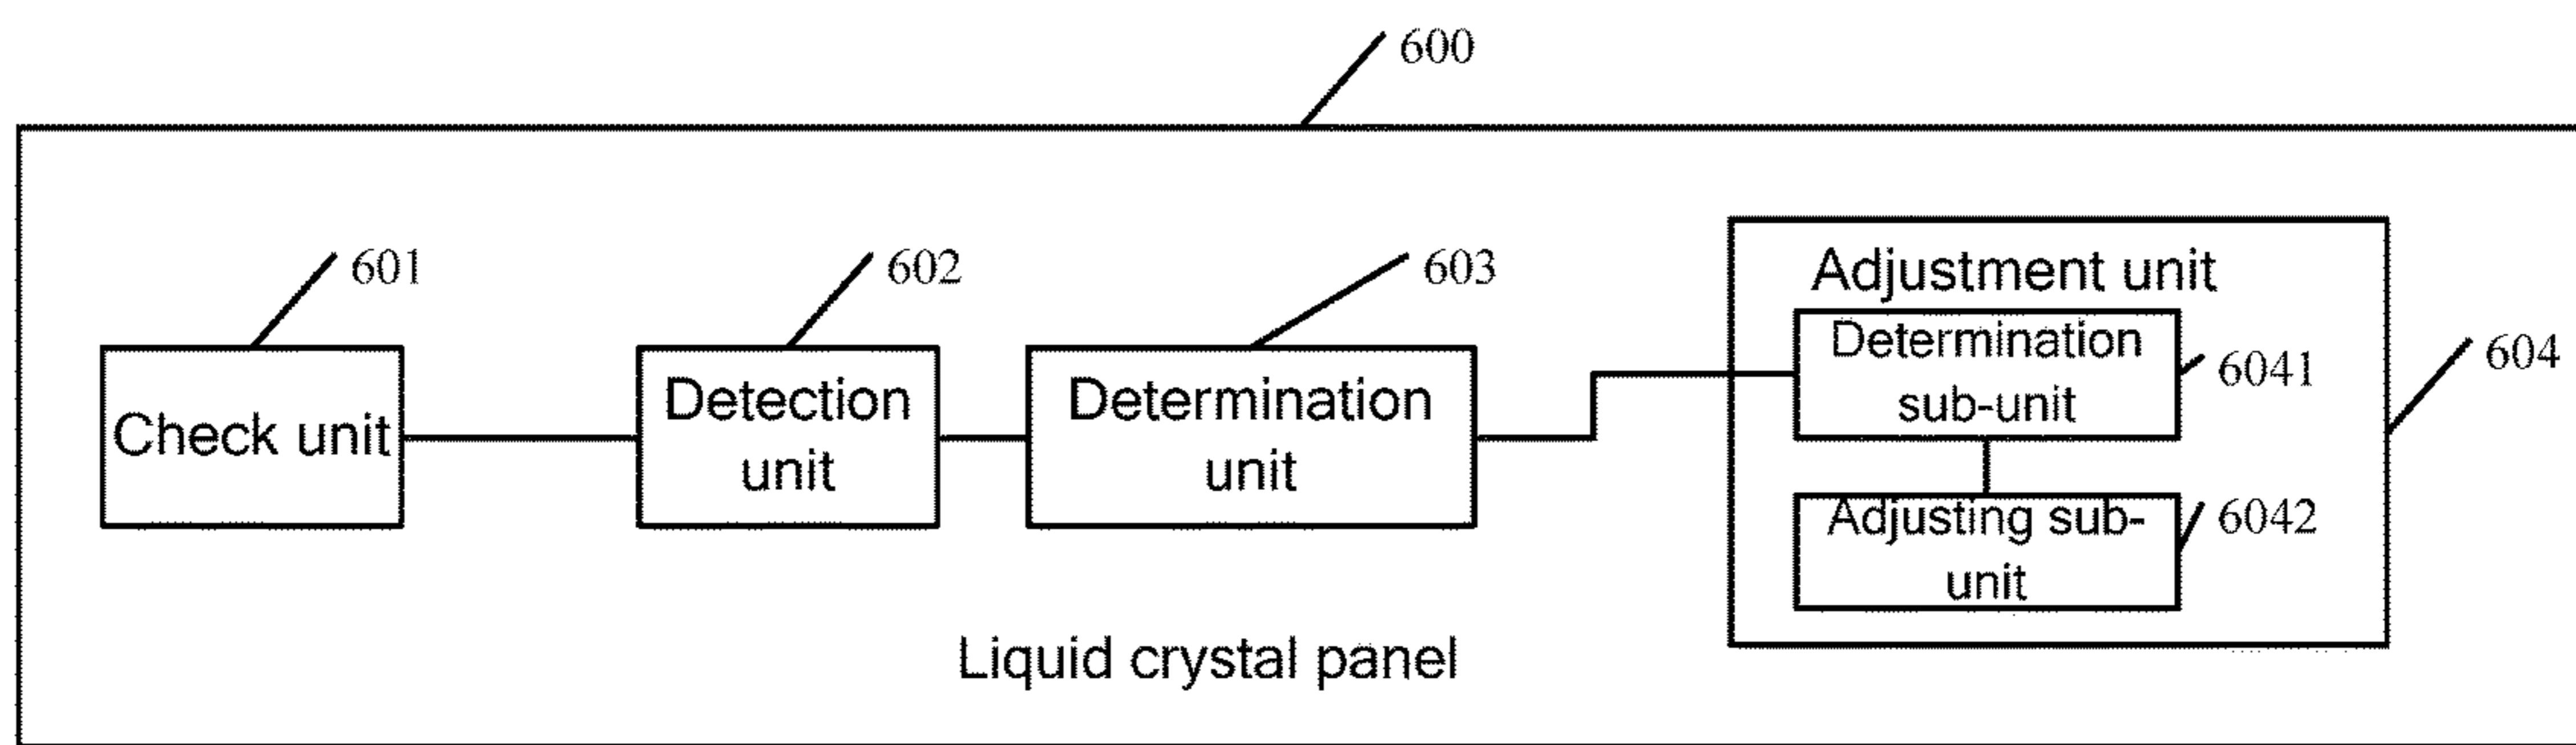 600
601
602
603
Adjustment unit
Determination
sub-unit
6041
604
Check unit
Detection
unit
Determination
unit
Adjusting sub-
unit
6042
Liquid crystal panel